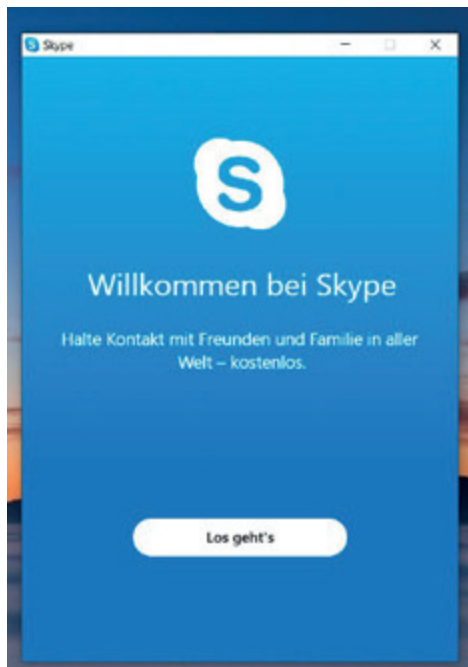 Skype
S
Willkommen bei Skype
Halte Kontakt mit Freunden und Familie in aller
Welt – kostenlos.
Los geht's